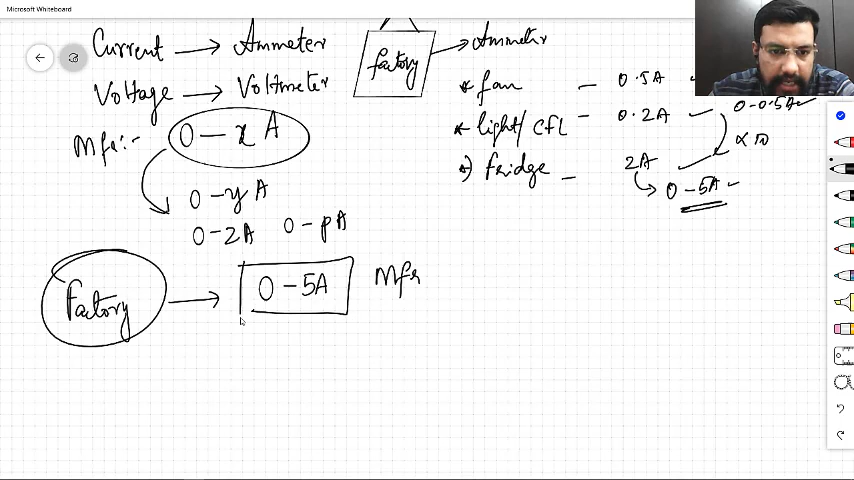 Microsoft Whiteboard
Current → Ammeter
Voltage → Voltmeter
Mfr:-
0 – x A
0 – y A
0 – 2A 0 – p A
Factory → 0 – 5A Mfr
factory → Ammeter
* fan – 0.5A
* light/CFL – 0.2A
Fridge – 2A
0-0.5A
x10
0 – 5A